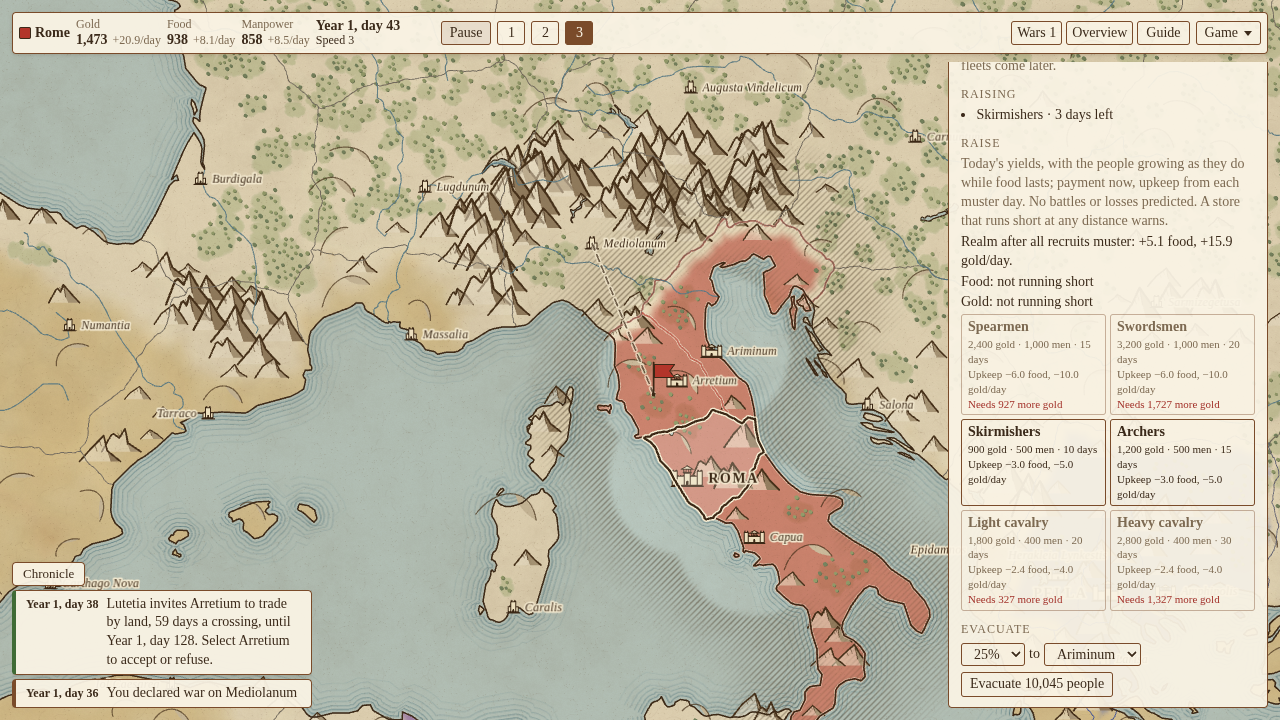 Rome
Gold
1,473 +20.9/day
Food
938 +8.1/day
Manpower
858 +8.5/day
Year 1, day 43
Speed 3
Pause
1
2
3
Wars 1
Overview
Guide
Game
Augusta Vindelicum
Burdigala
Lugdunum
Mediolanum
Numantia
Massalia
Ariminum
Arretium
Tarraco
Salona
ROMA
Capua
Caralis
fleets come later.
RAISING
• Skirmishers · 3 days left
RAISE
Today's yields, with the people growing as they do
while food lasts; payment now, upkeep from each
muster day. No battles or losses predicted. A store
that runs short at any distance warns.
Realm after all recruits muster: +5.1 food, +15.9
gold/day.
Food: not running short
Gold: not running short
Spearmen
2,400 gold · 1,000 men · 15
days
Upkeep −6.0 food, −10.0
gold/day
Needs 927 more gold
Swordsmen
3,200 gold · 1,000 men · 20
days
Upkeep −6.0 food, −10.0
gold/day
Needs 1,727 more gold
Skirmishers
900 gold · 500 men · 10 days
Upkeep −3.0 food, −5.0
gold/day
Archers
1,200 gold · 500 men · 15
days
Upkeep −3.0 food, −5.0
gold/day
Light cavalry
1,800 gold · 400 men · 20
days
Upkeep −2.4 food, −4.0
gold/day
Needs 327 more gold
Heavy cavalry
2,800 gold · 400 men · 30
days
Upkeep −2.4 food, −4.0
gold/day
Needs 1,327 more gold
EVACUATE
25% to Ariminum
Evacuate 10,045 people
Chronicle
Nova
Year 1, day 38 Lutetia invites Arretium to trade
by land, 59 days a crossing, until
Year 1, day 128. Select Arretium
to accept or refuse.
Year 1, day 36 You declared war on Mediolanum